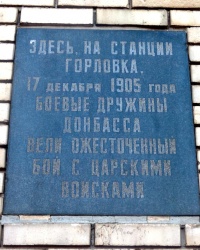 ЗДЕСЬ, НА СТАНЦИИ
ГОРЛОВКА,
17 ДЕКАБРЯ 1905 ГОДА
БОЕВЫЕ ДРУЖИНЫ
ДОНБАССА
ВЕЛИ ОЖЕСТОЧЕННЫЙ
БОЙ С ЦАРСКИМИ
ВОЙСКАМИ